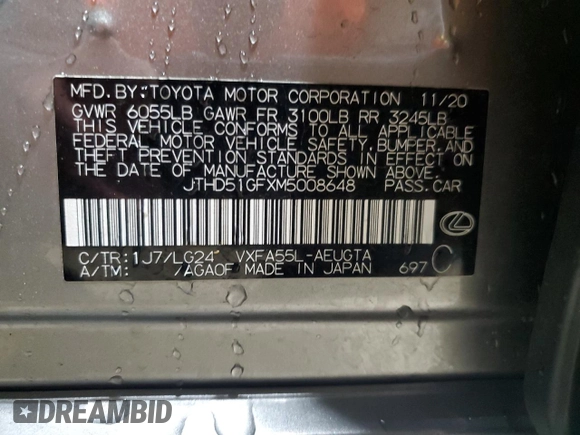 MFD. BY: TOYOTA MOTOR CORPORATION 11/20
GVWR 6055LB GAWR FR 3100LB RR 3245LB
THIS VEHICLE CONFORMS TO ALL APPLICABLE
FEDERAL MOTOR VEHICLE SAFETY, BUMPER, AND
THEFT PREVENTION STANDARDS IN EFFECT ON
THE DATE OF MANUFACTURE SHOWN ABOVE.
JTHD51GFXM5008648 PASS.CAR
C/TR:1J7/LG24 VXFA55L-AEUGTA
A/TM: /AGA0F MADE IN JAPAN 697 C
DREAMBID